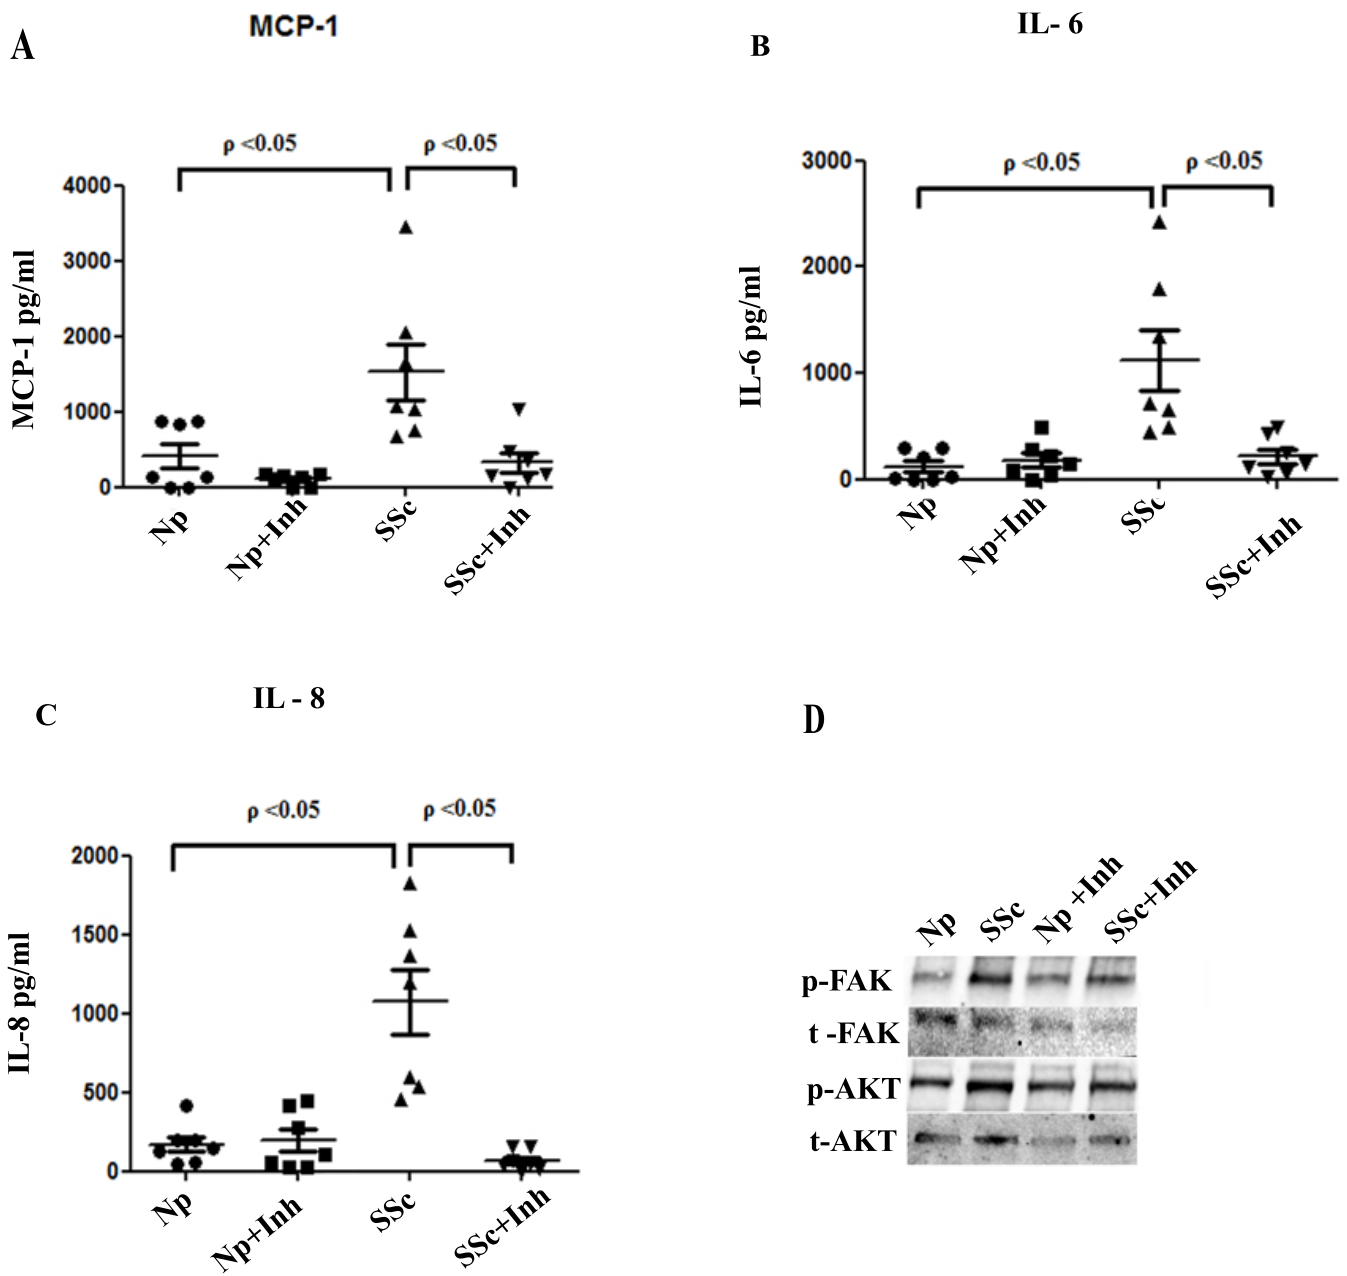 A
MCP-1
ρ <0.05
ρ <0.05
4000
3000
2000
1000
0
MCP-1 pg/ml
Np
Np+Inh
SSc
SSc+Inh
B
IL- 6
ρ <0.05
ρ <0.05
3000
2000
1000
0
IL-6 pg/ml
Np
Np+Inh
SSc
SSc+Inh
C
IL - 8
ρ <0.05
ρ <0.05
2000
1500
1000
500
0
IL-8 pg/ml
Np
Np+Inh
SSc
SSc+Inh
D
Np
SSc
Np +Inh
SSc+Inh
p-FAK
t -FAK
p-AKT
t-AKT